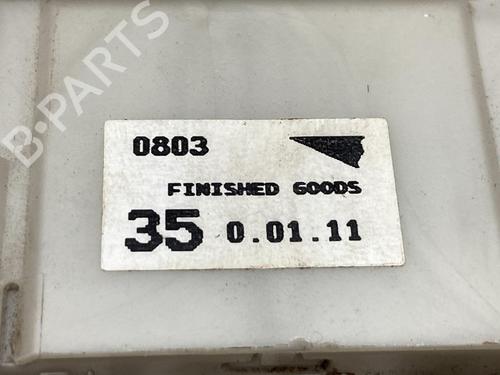 B-PARTS
0803
FINISHED GOODS
35 0.01.11